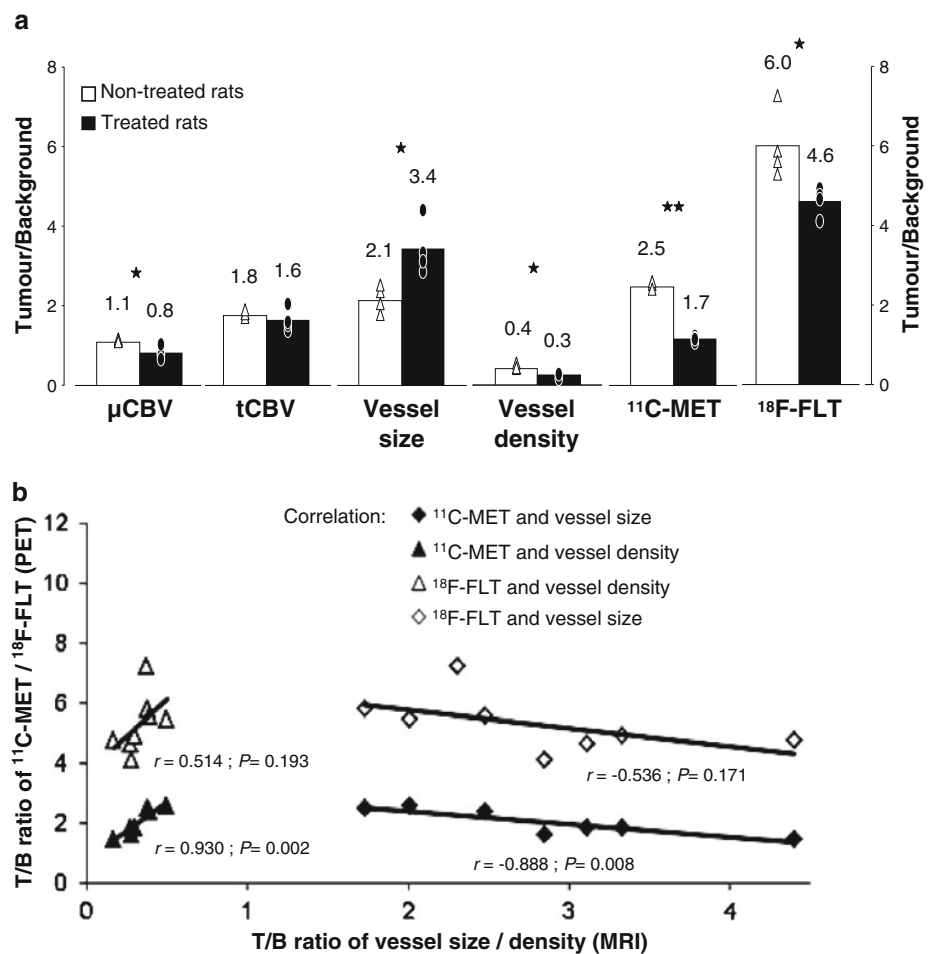 a
Tumour/Background
8
6
4
2
0
Non-treated rats
Treated rats
★
1.1
0.8
1.8
1.6
★
2.1
3.4
★
0.4
0.3
★★
2.5
1.7
★
6.0
4.6
8
6
4
2
0
Tumour/Background
µCBV
tCBV
Vessel
size
Vessel
density
¹¹C-MET
¹⁸F-FLT
b
T/B ratio of ¹¹C-MET / ¹⁸F-FLT (PET)
12
10
8
6
4
2
0
Correlation:
¹¹C-MET and vessel size
¹¹C-MET and vessel density
¹⁸F-FLT and vessel density
¹⁸F-FLT and vessel size
r = 0.514 ; P= 0.193
r = -0.536 ; P= 0.171
r = 0.930 ; P= 0.002
r = -0.888 ; P= 0.008
0 1 2 3 4
T/B ratio of vessel size / density (MRI)